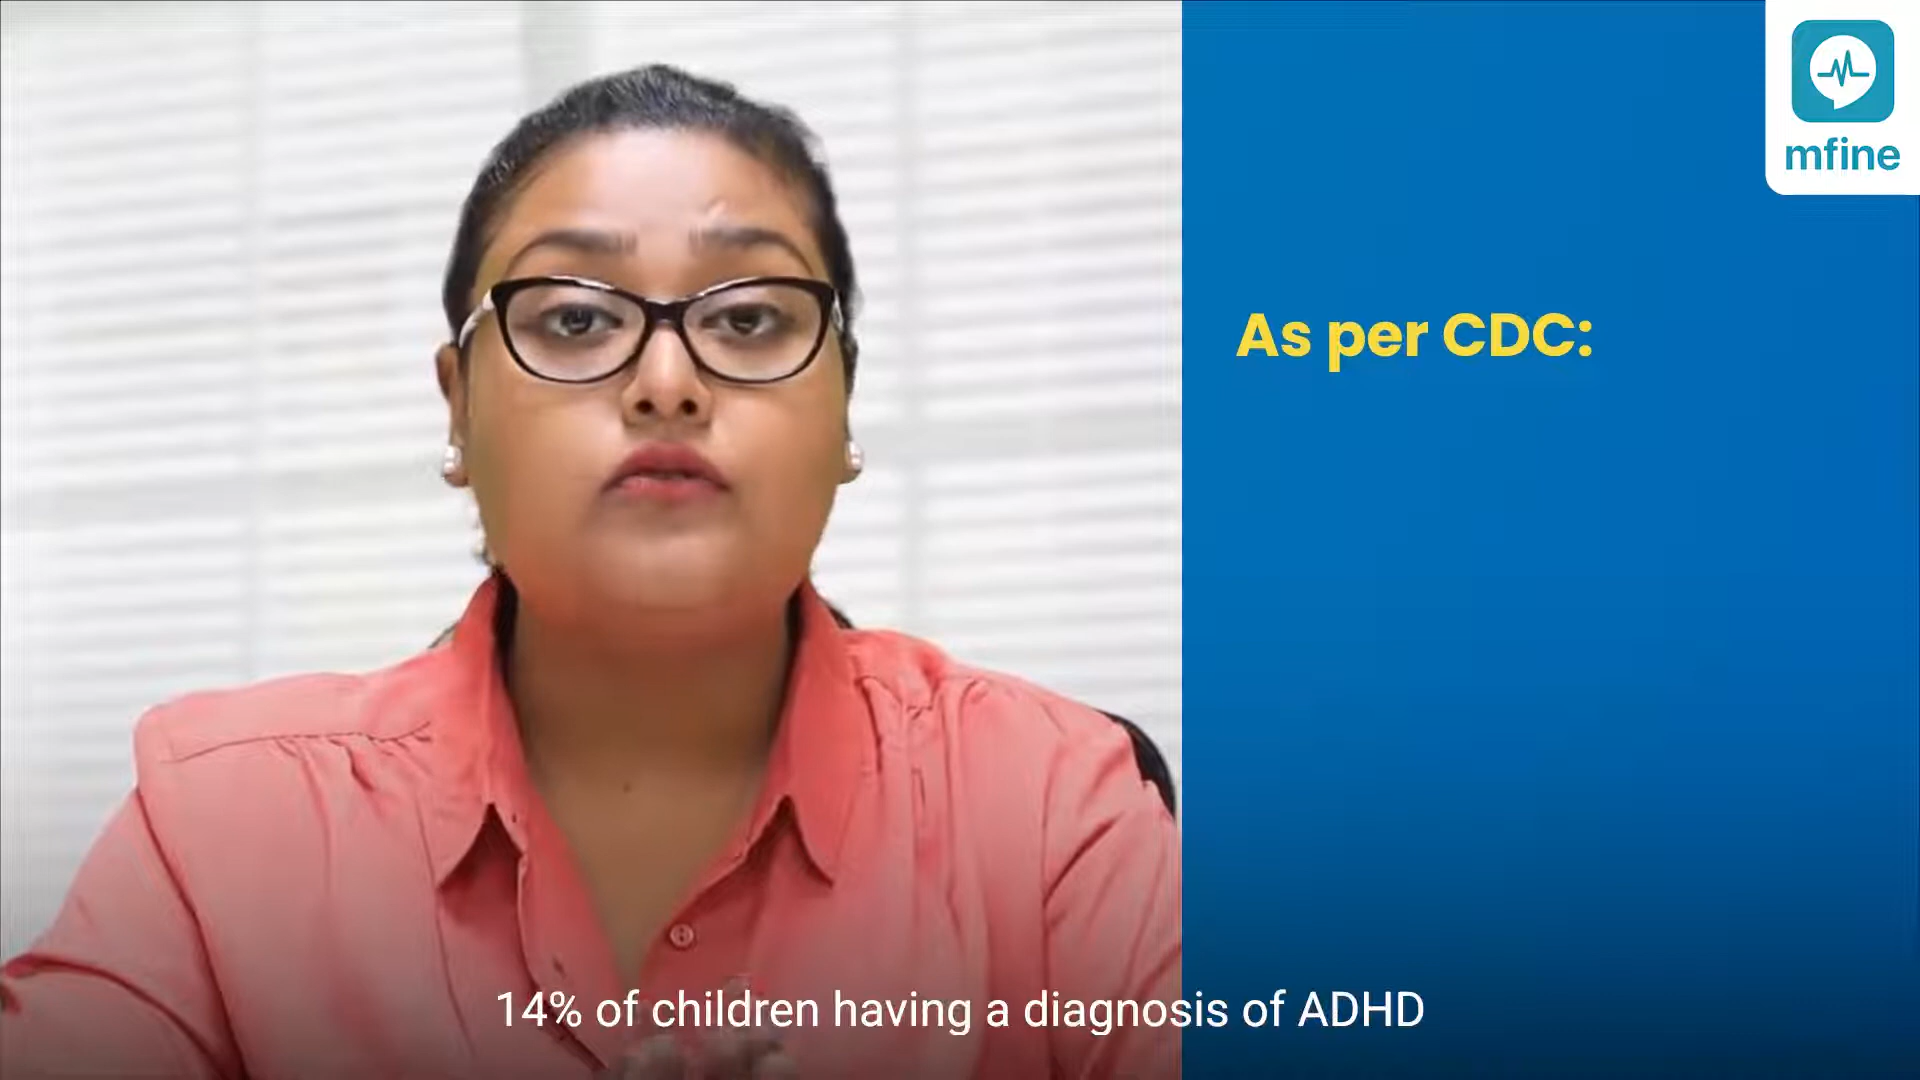 mfine
As per CDC:
14% of children having a diagnosis of ADHD